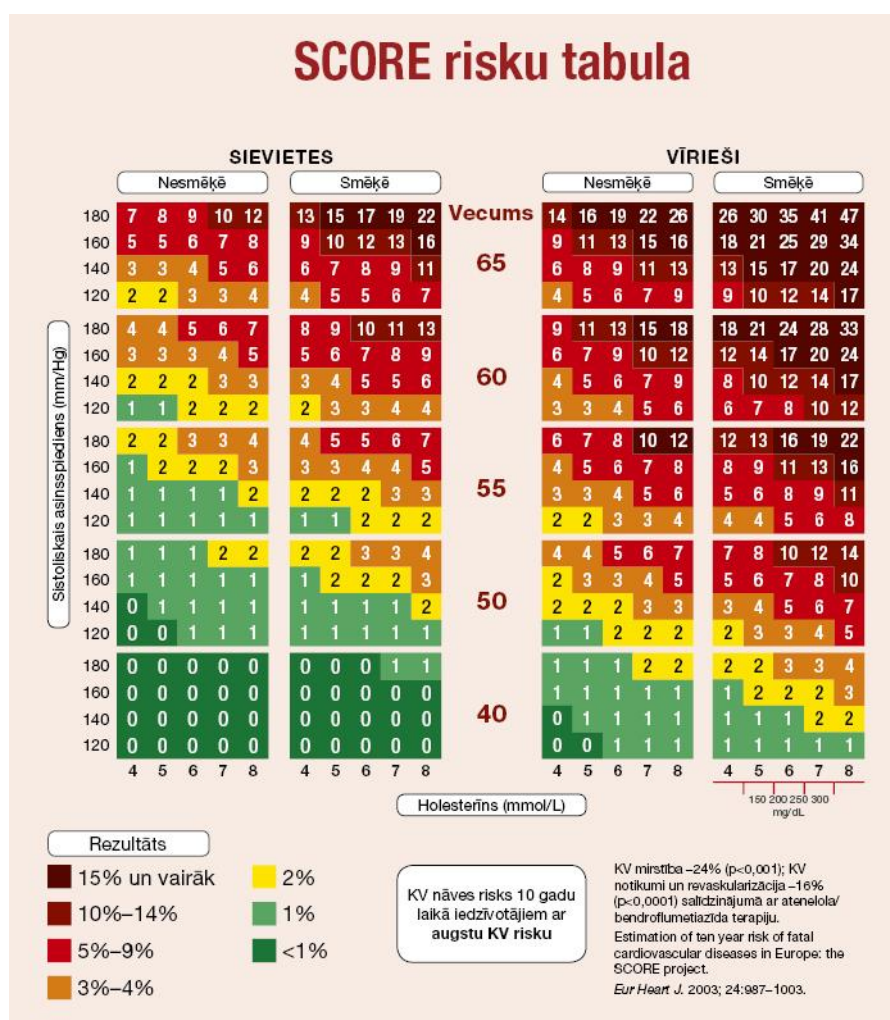 SCORE risku tabula
SIEVIETES VĪRIEŠI
Nesmēķē Smēķē Nesmēķē Smēķē
Vecums
Sistoliskais asinsspiediens (mm/Hg)
180 7 8 9 10 12 13 15 17 19 22 14 16 19 22 26 26 30 35 41 47
160 5 5 6 7 8 9 10 12 13 16 9 11 13 15 16 18 21 25 29 34
65
140 3 3 4 5 6 6 7 8 9 11 6 8 9 11 13 13 15 17 20 24
120 2 2 3 3 4 4 5 5 6 7 4 5 6 7 9 9 10 12 14 17
180 4 4 5 6 7 8 9 10 11 13 9 11 13 15 18 18 21 24 28 33
160 3 3 3 4 5 5 6 7 8 9 6 7 9 10 12 12 14 17 20 24
60
140 2 2 2 3 3 3 4 5 5 6 4 5 6 7 9 8 10 12 14 17
120 1 1 2 2 2 2 3 3 4 4 3 3 4 5 6 6 7 8 10 12
180 2 2 3 3 4 4 5 5 6 7 6 7 8 10 12 12 13 16 19 22
160 1 2 2 2 3 3 3 4 4 5 4 5 6 7 8 8 9 11 13 16
55
140 1 1 1 1 2 2 2 2 3 3 3 3 4 5 6 5 6 8 9 11
120 1 1 1 1 1 1 1 2 2 2 2 2 3 3 4 4 4 5 6 8
180 1 1 1 2 2 2 2 3 3 4 4 4 5 6 7 7 8 10 12 14
160 1 1 1 1 1 1 2 2 2 3 2 3 3 4 5 5 6 7 8 10
50
140 0 1 1 1 1 1 1 1 1 2 2 2 2 3 3 3 4 5 6 7
120 0 0 1 1 1 1 1 1 1 1 1 1 2 2 2 2 3 3 4 5
180 0 0 0 0 0 0 0 0 1 1 1 1 1 2 2 2 2 3 3 4
160 0 0 0 0 0 0 0 0 0 0 1 1 1 1 1 1 2 2 2 3
40
140 0 0 0 0 0 0 0 0 0 0 0 1 1 1 1 1 1 1 2 2
120 0 0 0 0 0 0 0 0 0 0 0 0 1 1 1 1 1 1 1 1
4 5 6 7 8 4 5 6 7 8 4 5 6 7 8 4 5 6 7 8
150 200 250 300
mg/dL
Holesterīns (mmol/L)
Rezultāts
15% un vairāk
10%–14%
5%–9%
3%–4%
2%
1%
<1%
KV nāves risks 10 gadu
laikā iedzīvotājiem ar
augstu KV risku
KV mirstība –24% (p<0,001); KV
notikumi un revaskularizācija –16%
(p<0,0001) salīdzinājumā ar atenelola/
bendroflumetiazīda terapiju.
Estimation of ten year risk of fatal
cardiovascular diseases in Europe: the
SCORE project.
Eur Heart J. 2003; 24:987–1003.